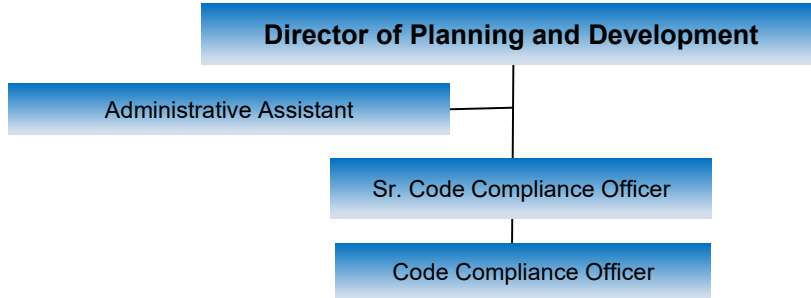 Director of Planning and Development
Administrative Assistant
Sr. Code Compliance Officer
Code Compliance Officer